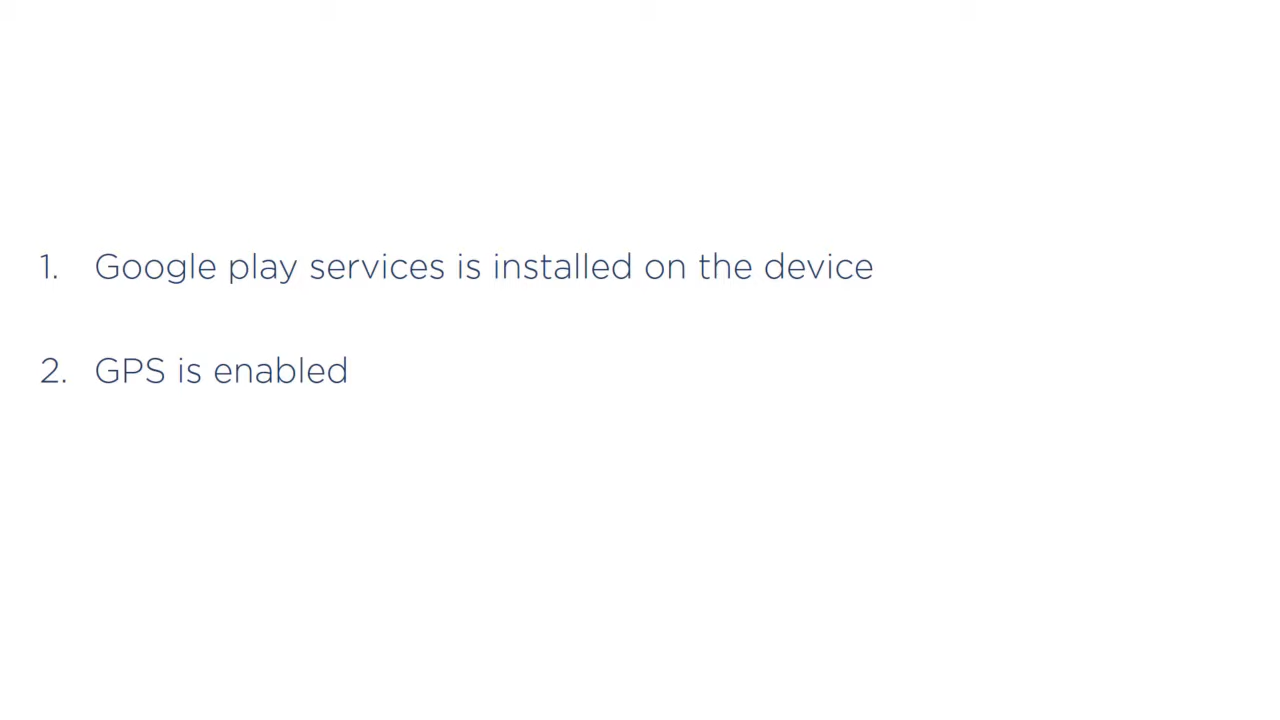 1. Google play services is installed on the device
2. GPS is enabled